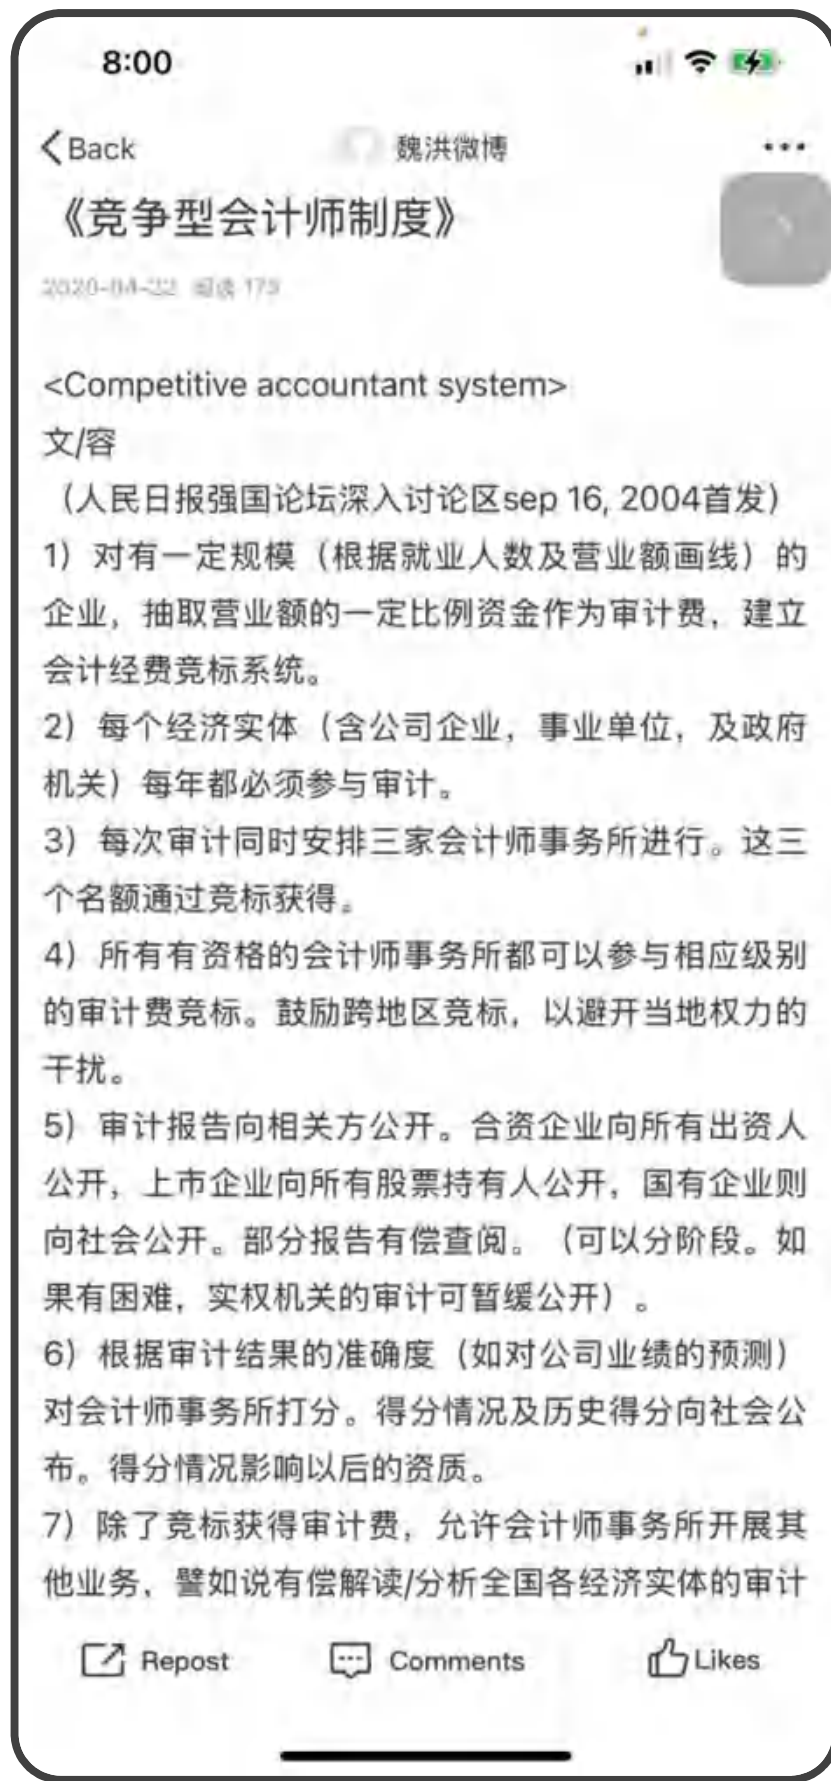 8:00
Back
魏洪微博
《竞争型会计师制度》
2020-04-22 阅读 173
<Competitive accountant system>
文/容
（人民日报强国论坛深入讨论区sep 16, 2004首发）
1）对有一定规模（根据就业人数及营业额画线）的
企业，抽取营业额的一定比例资金作为审计费，建立
会计经费竞标系统。
2）每个经济实体（含公司企业，事业单位，及政府
机关）每年都必须参与审计。
3）每次审计同时安排三家会计师事务所进行。这三
个名额通过竞标获得。
4）所有有资格的会计师事务所都可以参与相应级别
的审计费竞标。鼓励跨地区竞标，以避开当地权力的
干扰。
5）审计报告向相关方公开。合资企业向所有出资人
公开，上市企业向所有股票持有人公开，国有企业则
向社会公开。部分报告有偿查阅。（可以分阶段。如
果有困难，实权机关的审计可暂缓公开）。
6）根据审计结果的准确度（如对公司业绩的预测）
对会计师事务所打分。得分情况及历史得分向社会公
布。得分情况影响以后的资质。
7）除了竞标获得审计费，允许会计师事务所开展其
他业务，譬如说有偿解读/分析全国各经济实体的审计
Repost
Comments
Likes